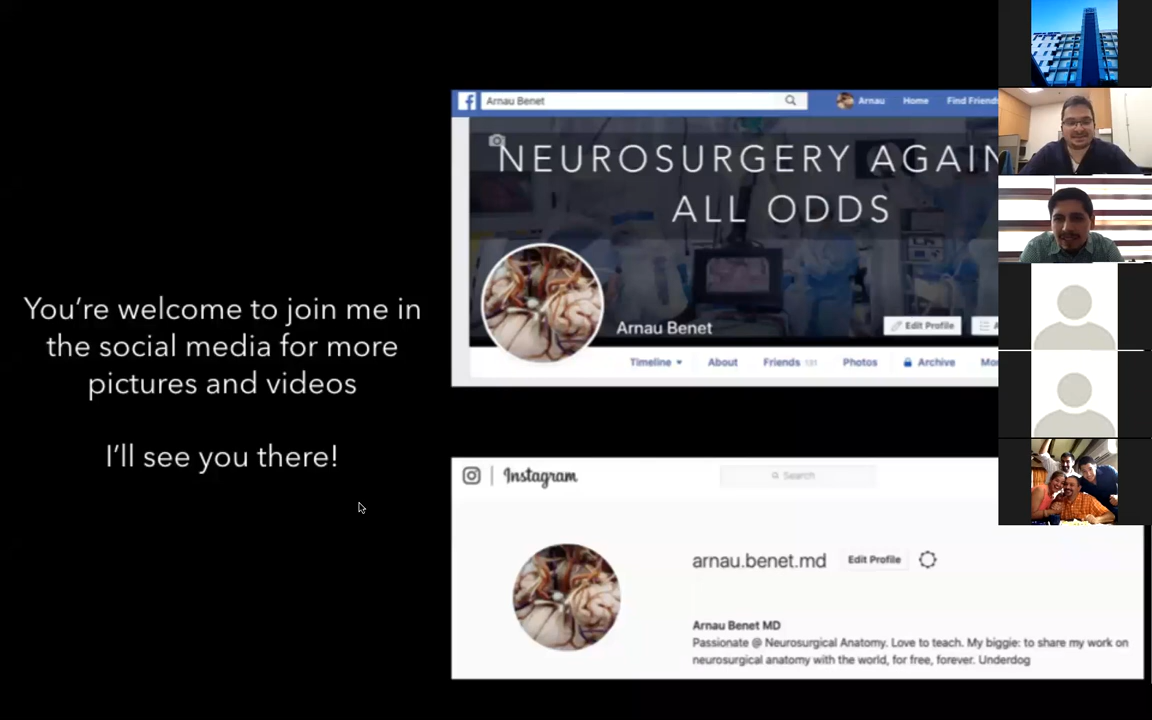 You're welcome to join me in
the social media for more
pictures and videos
I'll see you there!
Arnau Benet
Arnau Home Find Friends
NEUROSURGERY AGAIN
ALL ODDS
Arnau Benet
Edit Profile
Timeline About Friends 131 Photos Archive Mo
Instagram
Search
arnau.benet.md Edit Profile
Arnau Benet MD
Passionate @ Neurosurgical Anatomy. Love to teach. My biggie: to share my work on
neurosurgical anatomy with the world, for free, forever. Underdog